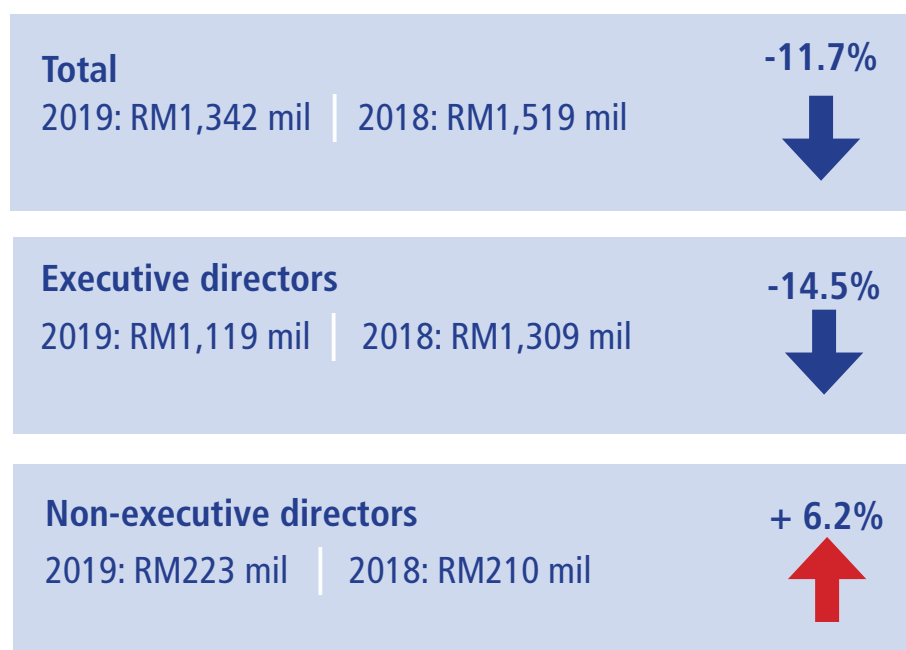 Total
-11.7%
2019: RM1,342 mil 2018: RM1,519 mil
Executive directors
-14.5%
2019: RM1,119 mil 2018: RM1,309 mil
Non-executive directors
+ 6.2%
2019: RM223 mil 2018: RM210 mil